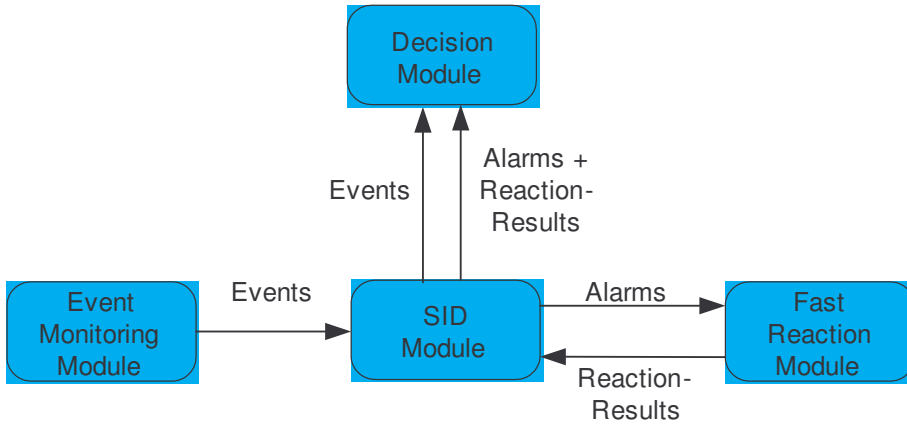 Decision
Module
Events
Alarms +
Reaction-
Results
Event
Monitoring
Module
Events
SID
Module
Alarms
Reaction-
Results
Fast
Reaction
Module